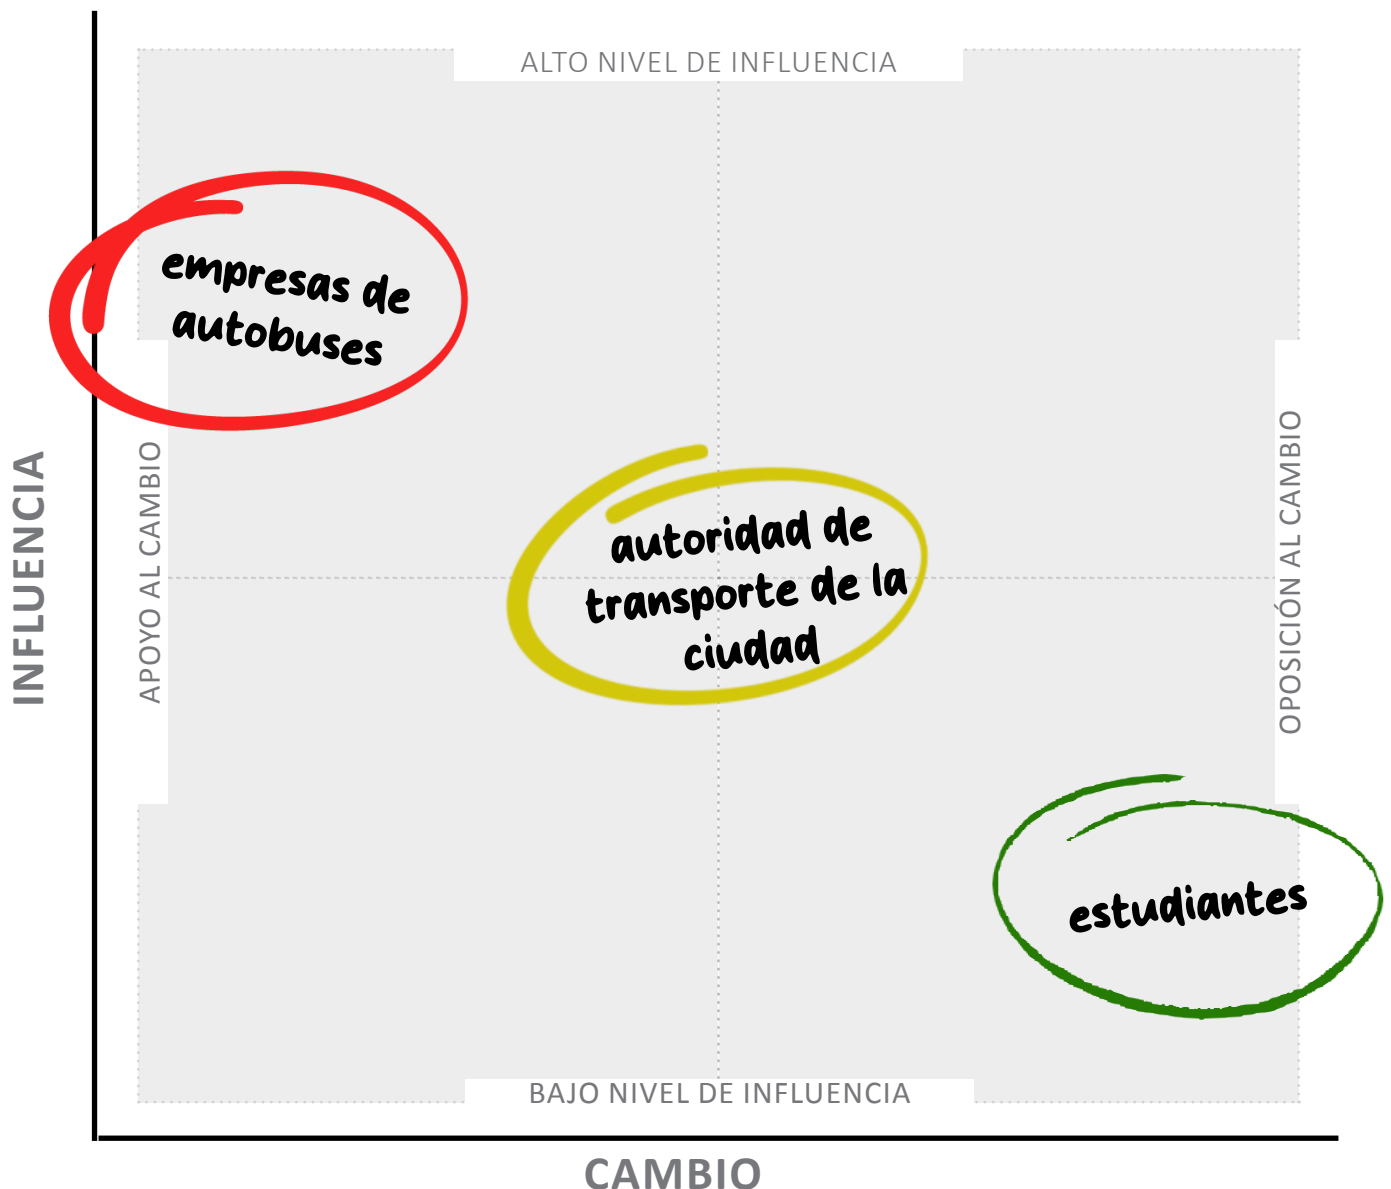 ALTO NIVEL DE INFLUENCIA
empresas de
autobuses
INFLUENCIA
APOYO AL CAMBIO
autoridad de
transporte de la
ciudad
OPOSICIÓN AL CAMBIO
estudiantes
BAJO NIVEL DE INFLUENCIA
CAMBIO